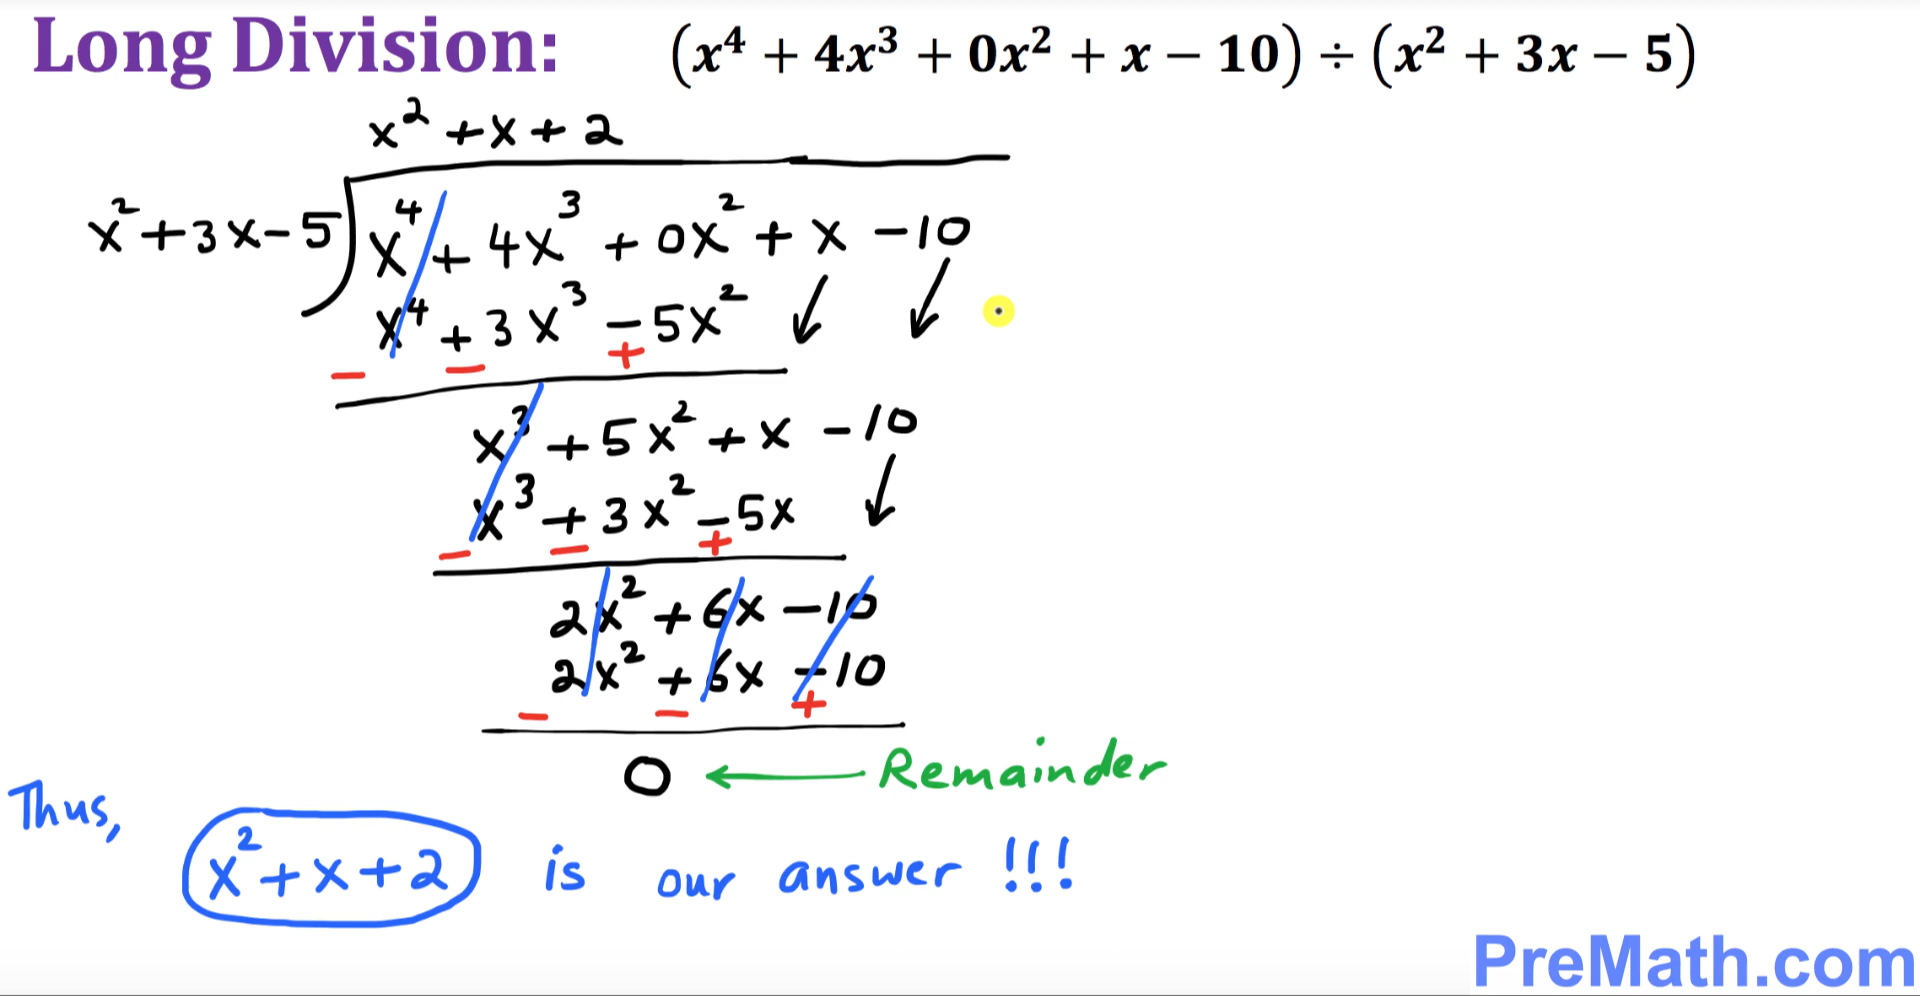 Long Division: (x⁴ + 4x³ + 0x² + x − 10) ÷ (x² + 3x − 5)
x² + x + 2
x² + 3x − 5 x⁴ + 4x³ + 0x² + x − 10
x⁴ + 3x³ − 5x²
− − +
x³ + 5x² + x − 10
x³ + 3x² − 5x
− − +
2x² + 6x − 10
2x² + 6x − 10
− − +
0 ← Remainder
Thus,
x² + x + 2 is our answer !!!
PreMath.com